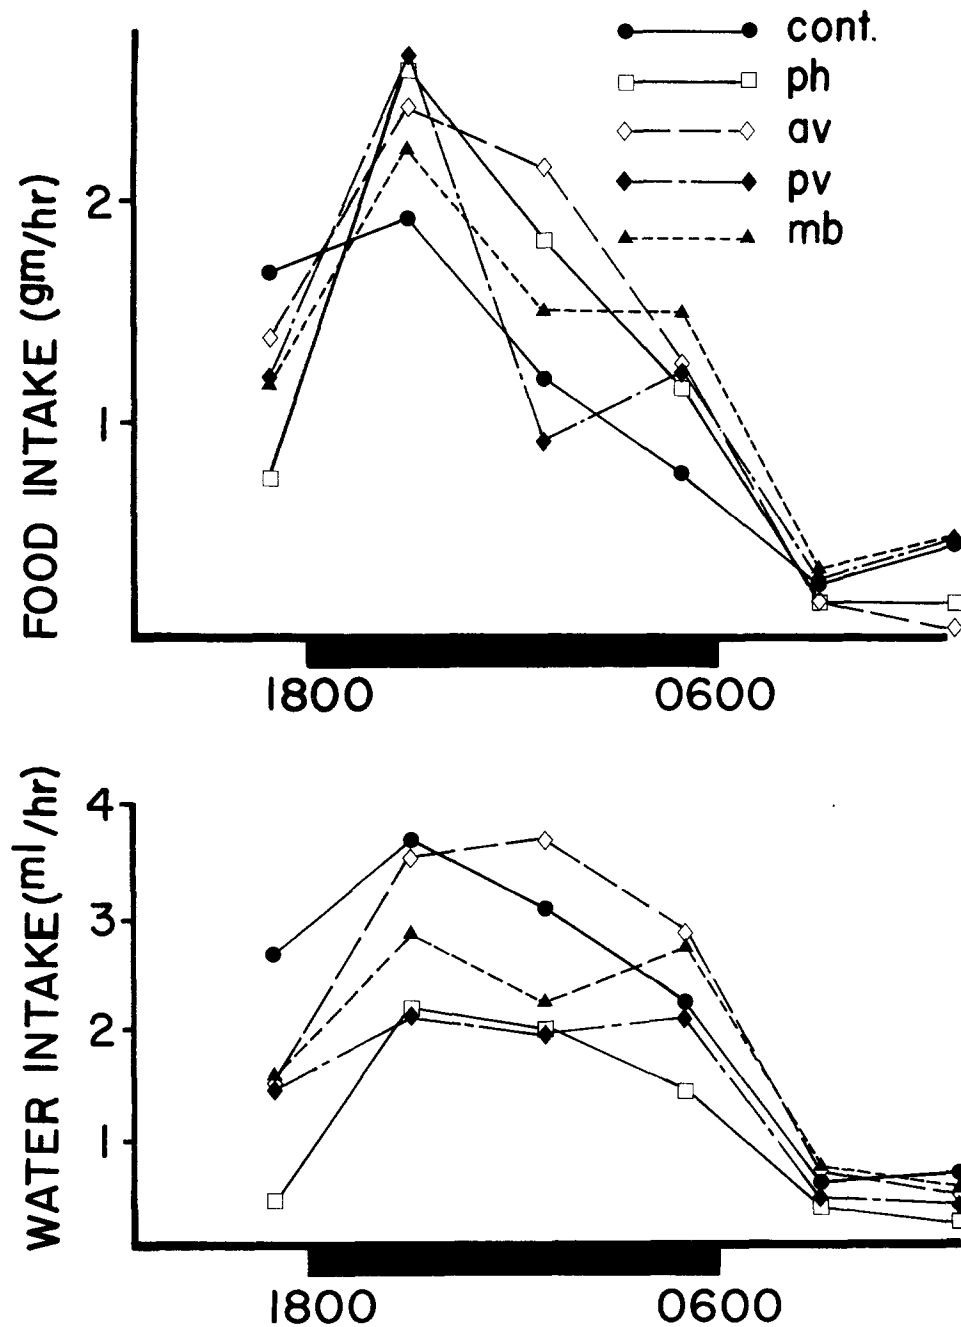 cont.
ph
av
pv
mb
FOOD INTAKE (gm/hr)
2
1
1800 0600
WATER INTAKE (ml/hr)
4
3
2
1
1800 0600